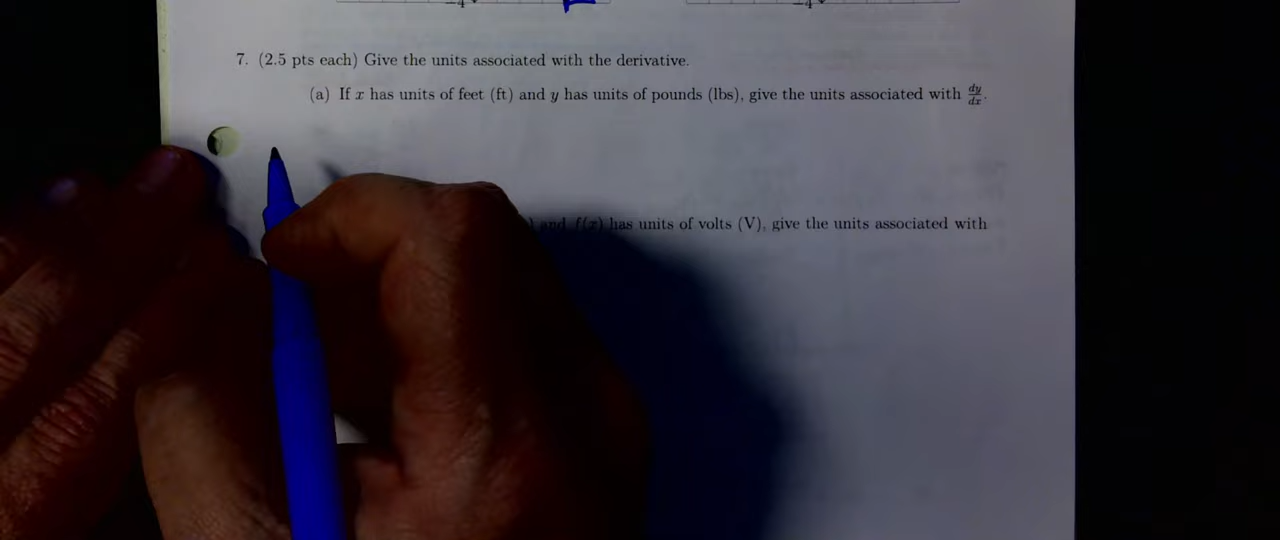 -4
-4
7. (2.5 pts each) Give the units associated with the derivative.
(a) If x has units of feet (ft) and y has units of pounds (lbs), give the units associated with dy/dx.
) and f(x) has units of volts (V), give the units associated with